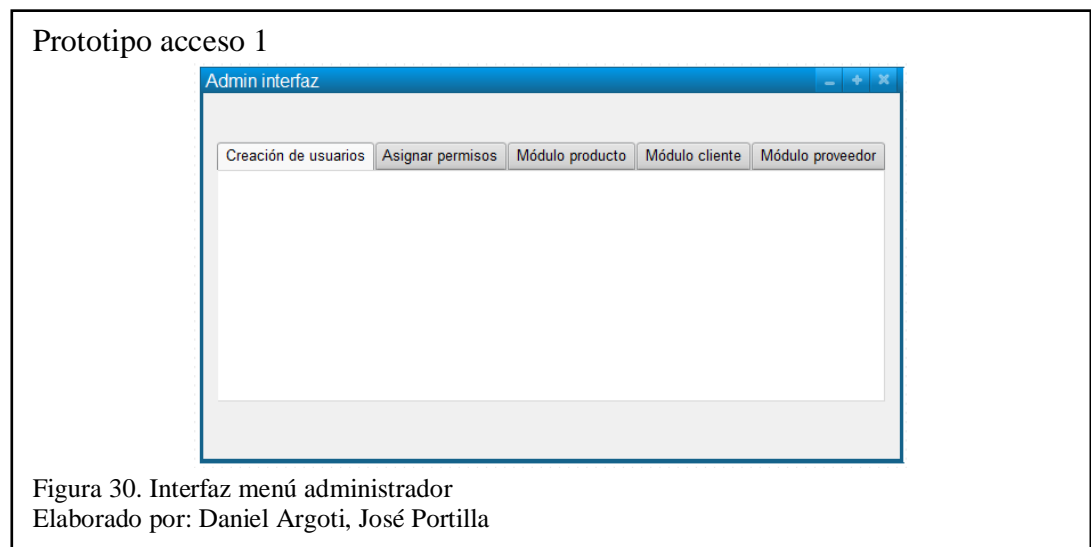 Prototipo acceso 1
Admin interfaz
Creación de usuarios Asignar permisos Módulo producto Módulo cliente Módulo proveedor
Figura 30. Interfaz menú administrador
Elaborado por: Daniel Argoti, José Portilla